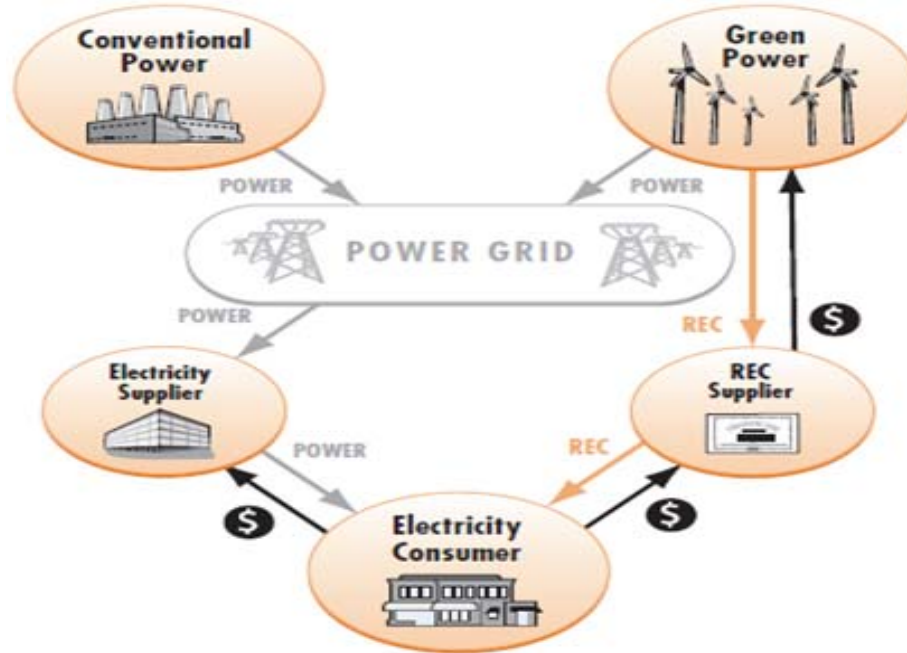 Conventional
Power
Green
Power
POWER
POWER
POWER GRID
POWER
REC
$
Electricity
Supplier
REC
Supplier
POWER
REC
$
$
Electricity
Consumer